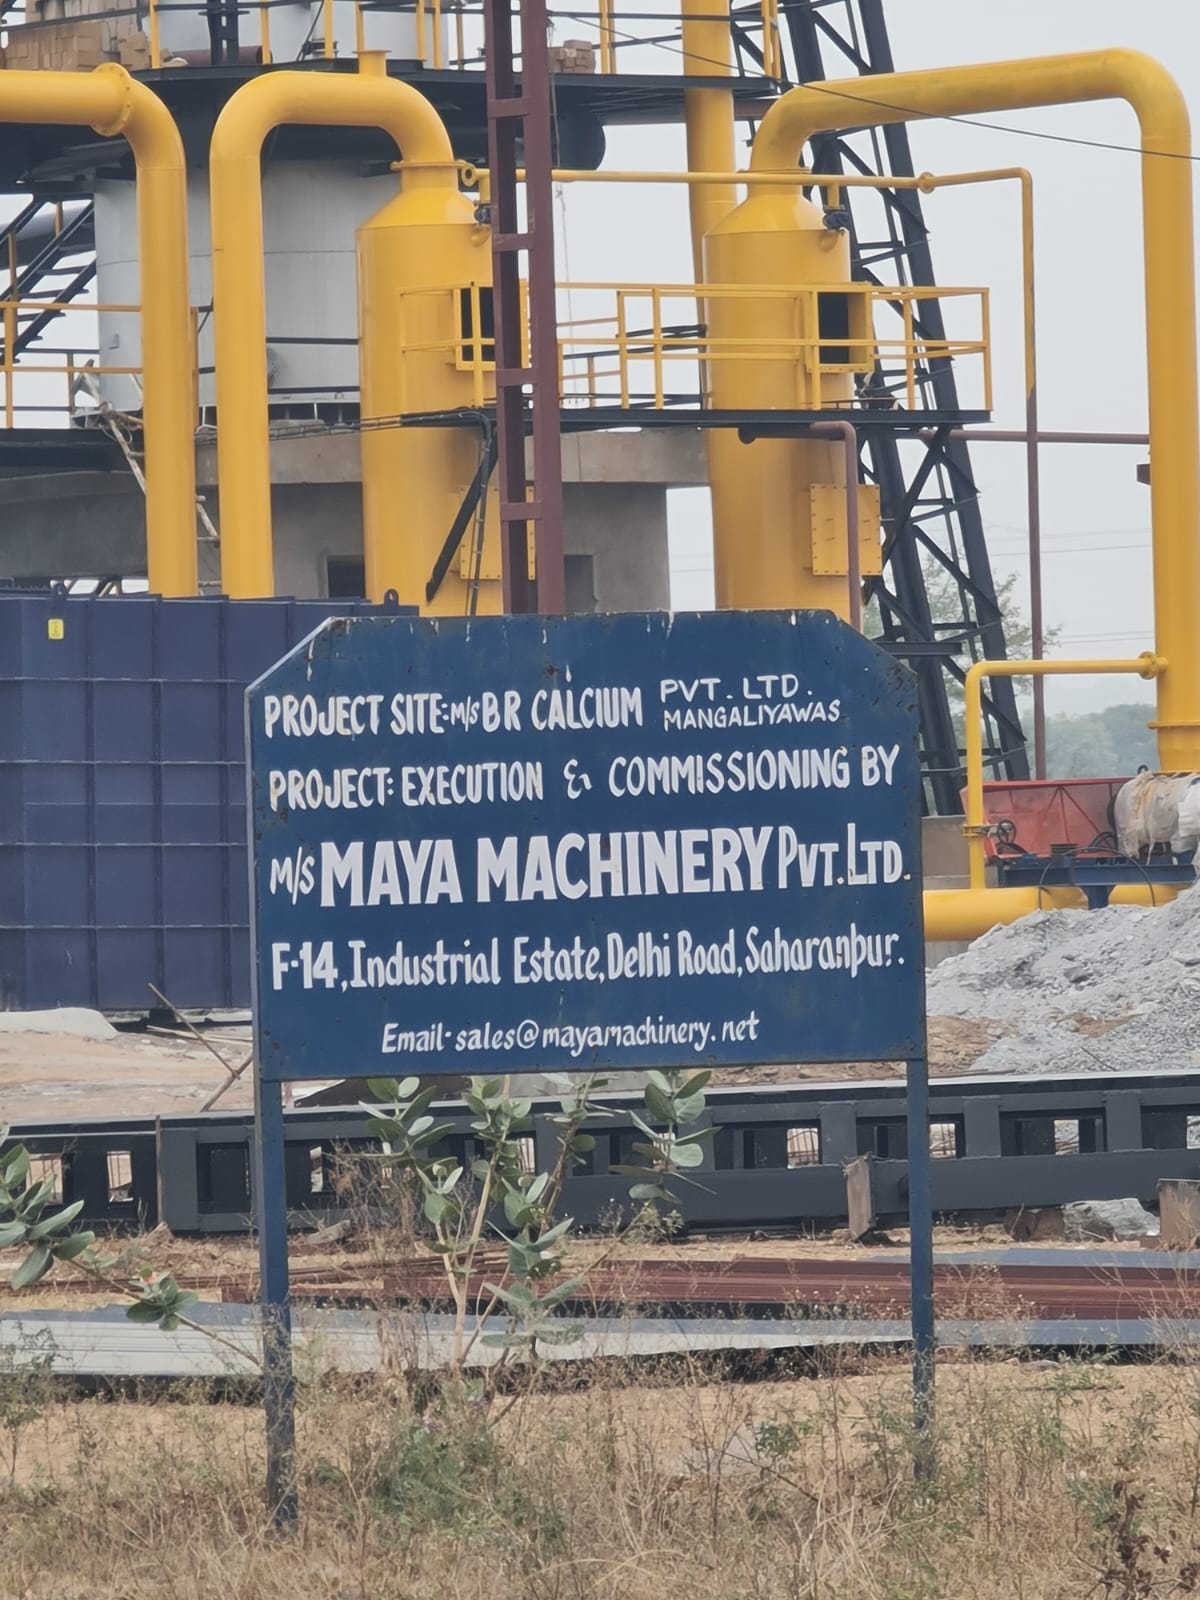 PROJECT SITE:M/S BR CALCIUM PVT. LTD.
MANGALIYAWAS
PROJECT: EXECUTION & COMMISSIONING BY
M/S MAYA MACHINERY PVT. LTD.
F-14, Industrial Estate, Delhi Road, Saharanpur.
Email- sales@mayamachinery.net